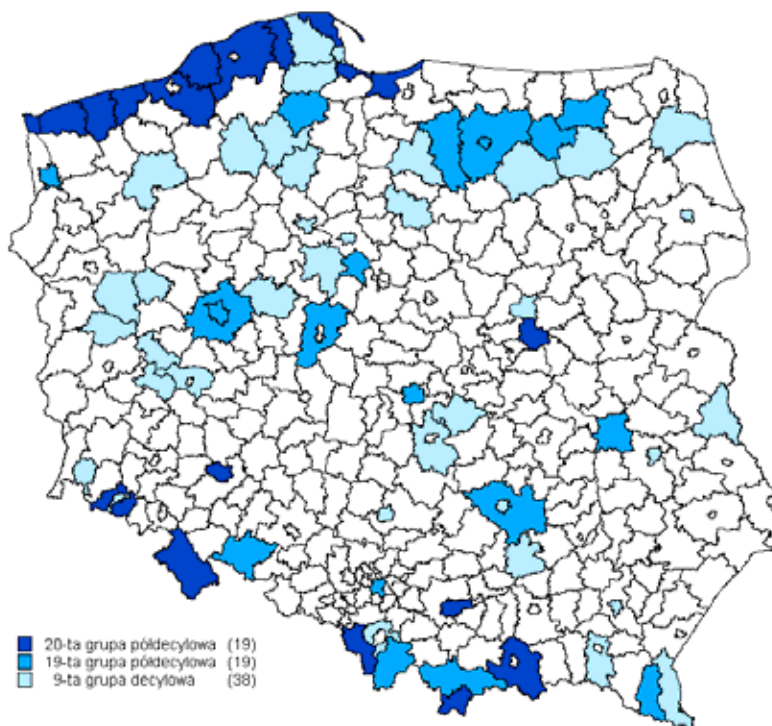 20-ta grupa półdecylowa (19)
19-ta grupa półdecylowa (19)
9-ta grupa decylowa (38)